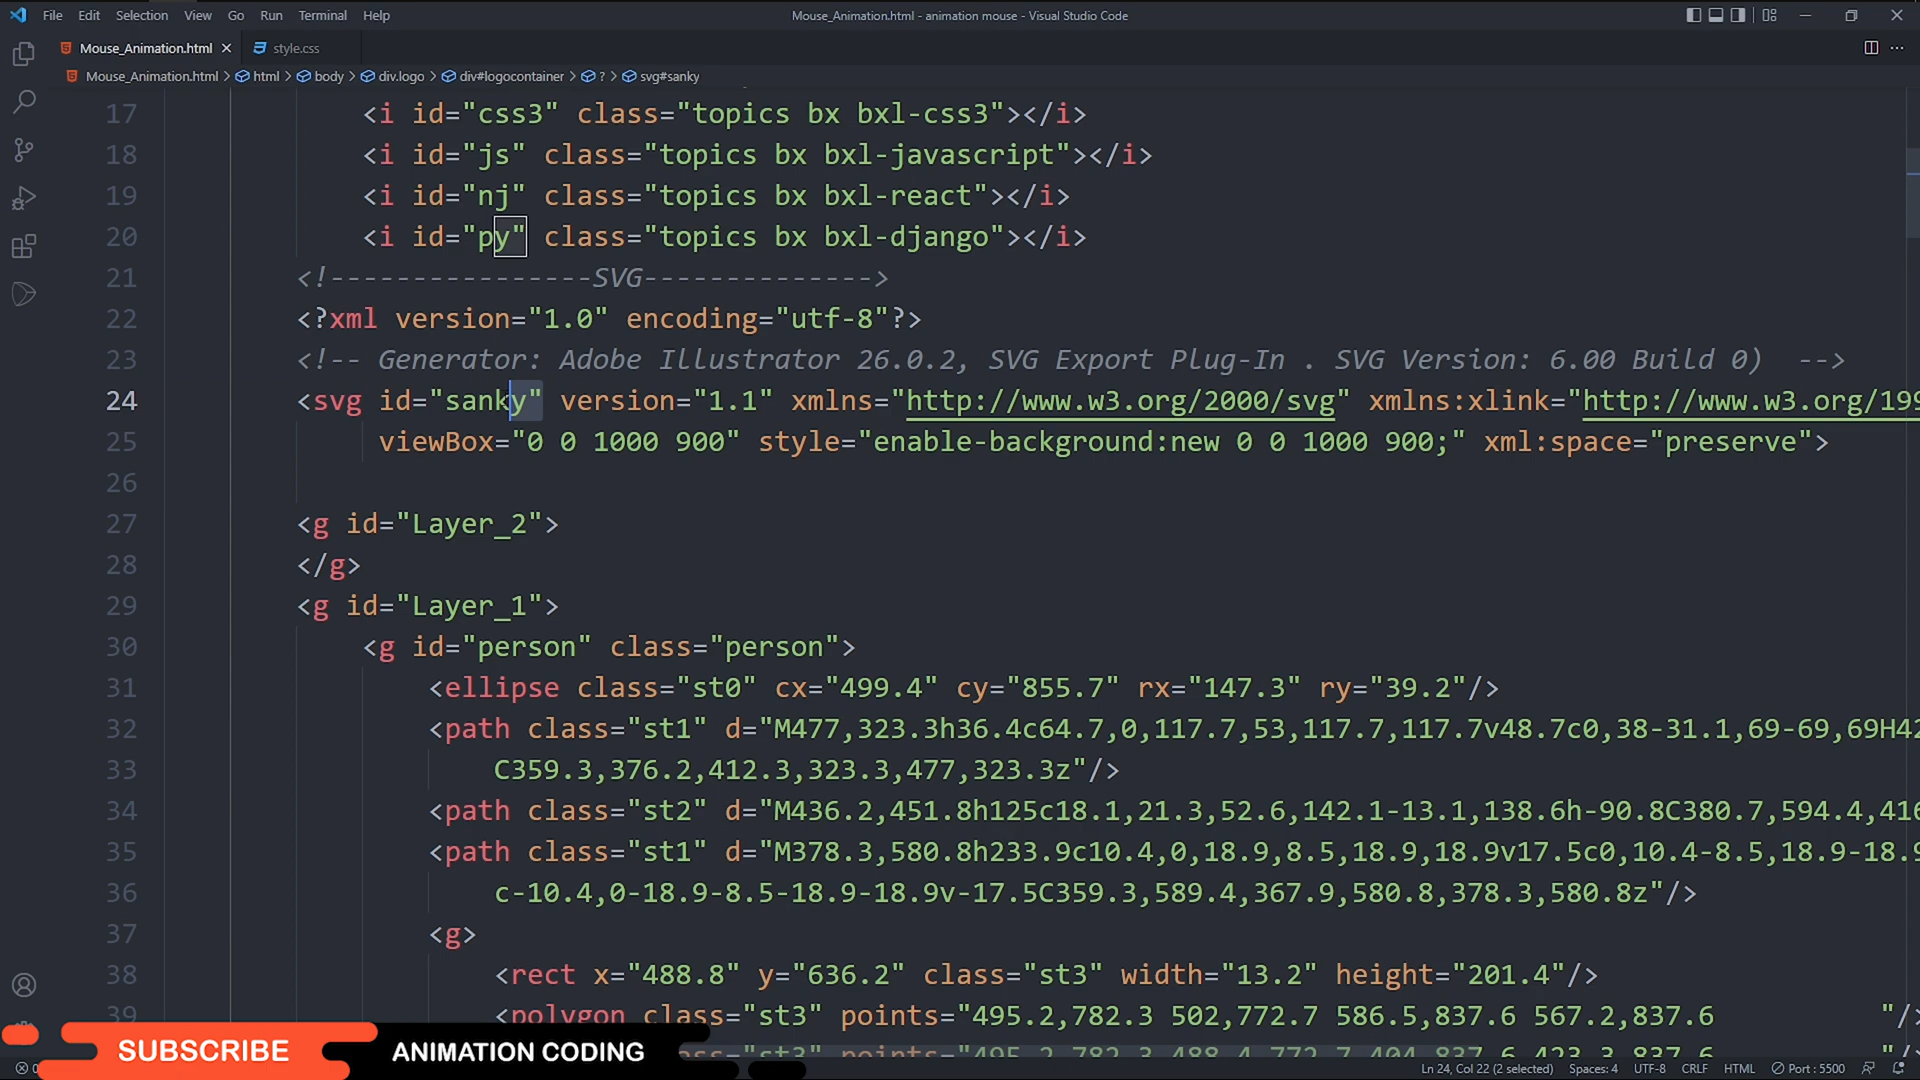 File Edit Selection View Go Run Terminal Help
Mouse_Animation.html - animation mouse - Visual Studio Code
Mouse_Animation.html style.css
Mouse_Animation.html > html > body > div.logo > div#logocontainer > ? > svg#sanky
17 <i id="css3" class="topics bx bxl-css3"></i>
18 <i id="js" class="topics bx bxl-javascript"></i>
19 <i id="nj" class="topics bx bxl-react"></i>
20 <i id="py" class="topics bx bxl-django"></i>
21 <!----------------SVG-------------->
22 <?xml version="1.0" encoding="utf-8"?>
23 <!-- Generator: Adobe Illustrator 26.0.2, SVG Export Plug-In . SVG Version: 6.00 Build 0)  -->
24 <svg id="sanky" version="1.1" xmlns="http://www.w3.org/2000/svg" xmlns:xlink="http://www.w3.org/199
25 viewBox="0 0 1000 900" style="enable-background:new 0 0 1000 900;" xml:space="preserve">
26
27 <g id="Layer_2">
28 </g>
29 <g id="Layer_1">
30 <g id="person" class="person">
31 <ellipse class="st0" cx="499.4" cy="855.7" rx="147.3" ry="39.2"/>
32 <path class="st1" d="M477,323.3h36.4c64.7,0,117.7,53,117.7,117.7v48.7c0,38-31.1,69-69,69H42
33 C359.3,376.2,412.3,323.3,477,323.3z"/>
34 <path class="st2" d="M436.2,451.8h125c18.1,21.3,52.6,142.1-13.1,138.6h-90.8C380.7,594.4,416
35 <path class="st1" d="M378.3,580.8h233.9c10.4,0,18.9,8.5,18.9,18.9v17.5c0,10.4-8.5,18.9-18.9
36 c-10.4,0-18.9-8.5-18.9-18.9v-17.5C359.3,589.4,367.9,580.8,378.3,580.8z"/>
37 <g>
38 <rect x="488.8" y="636.2" class="st3" width="13.2" height="201.4"/>
39 <polygon class="st3" points="495.2,782.3 502,772.7 586.5,837.6 567.2,837.6 "/>
SUBSCRIBE ANIMATION CODING
Ln 24, Col 22 (2 selected) Spaces: 4 UTF-8 CRLF HTML Port : 5500